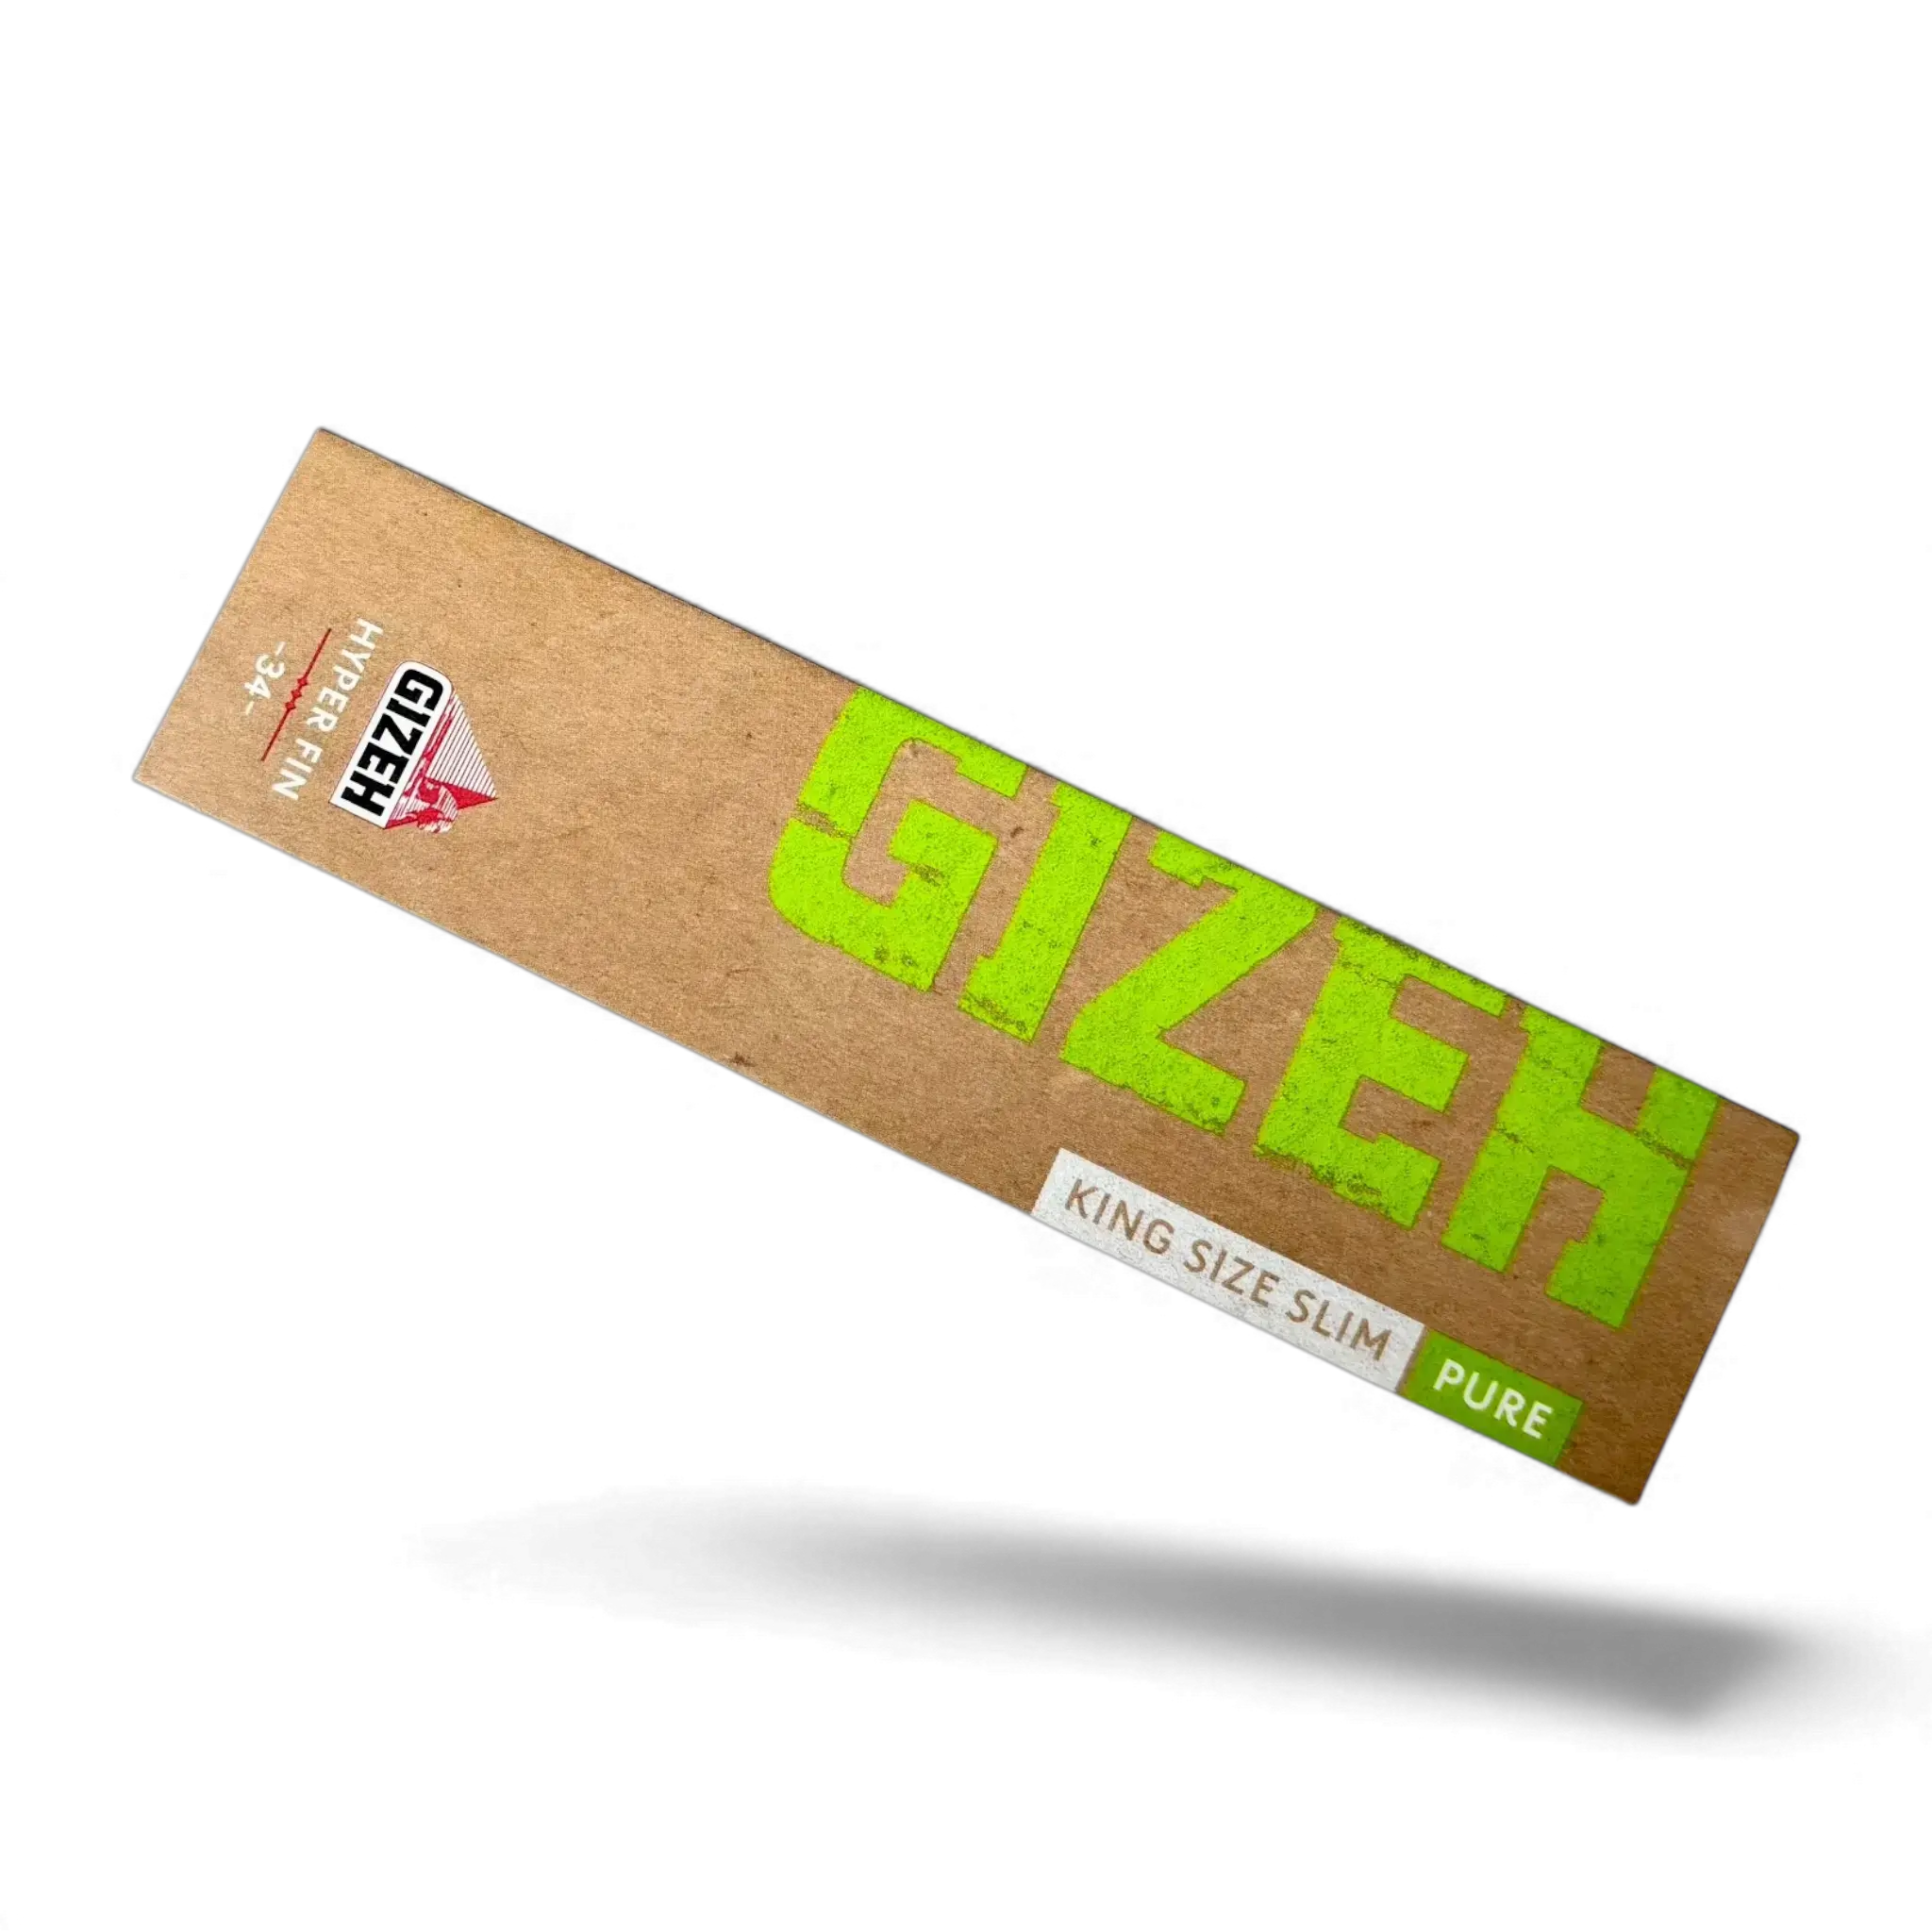 GIZEH
HYPER FIN
-34-
GIZEH
KING SIZE SLIM
PURE